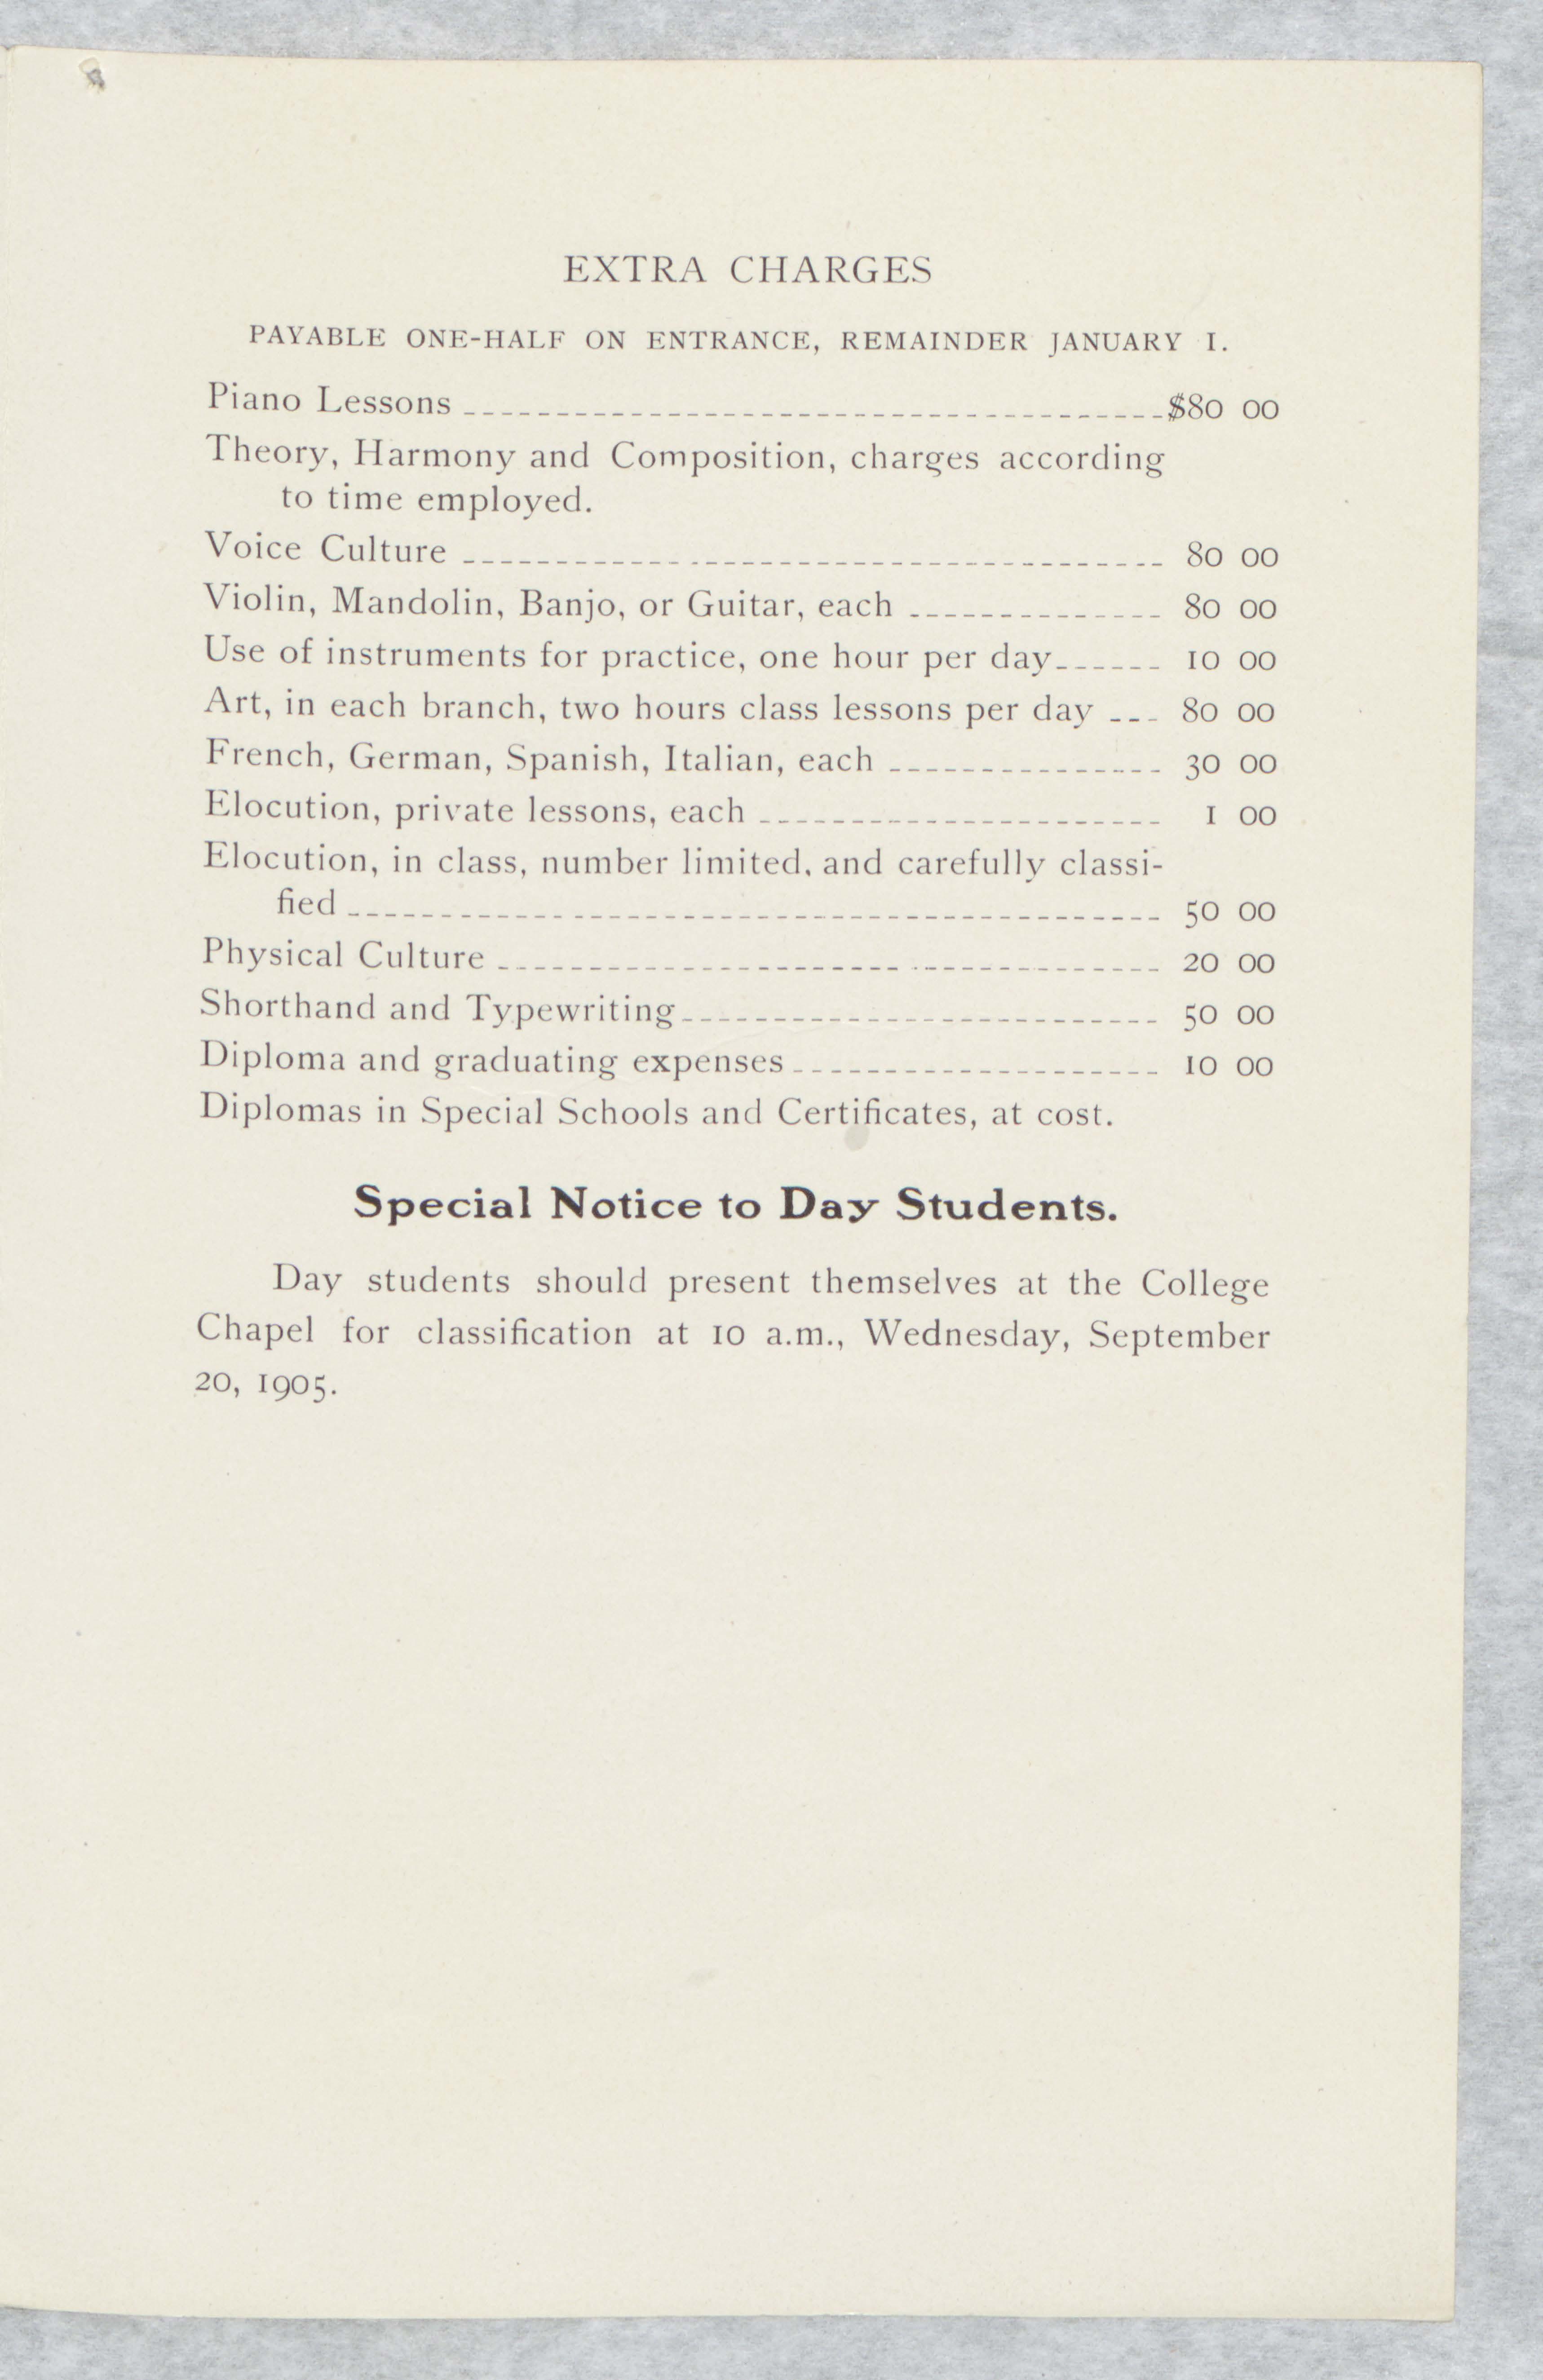 EXTRA CHARGES
PAYABLE ONE-HALF ON ENTRANCE, REMAINDER JANUARY 1.
Piano Lessons $80 00
Theory, Harmony and Composition, charges according
to time employed.
Voice Culture 80 00
Violin, Mandolin, Banjo, or Guitar, each 80 00
Use of instruments for practice, one hour per day 10 00
Art, in each branch, two hours class lessons per day 80 00
French, German, Spanish, Italian, each 30 00
Elocution, private lessons, each 1 00
Elocution, in class, number limited, and carefully classi-
fied 50 00
Physical Culture 20 00
Shorthand and Typewriting 50 00
Diploma and graduating expenses 10 00
Diplomas in Special Schools and Certificates, at cost.
Special Notice to Day Students.
Day students should present themselves at the College
Chapel for classification at 10 a.m., Wednesday, September
20, 1905.